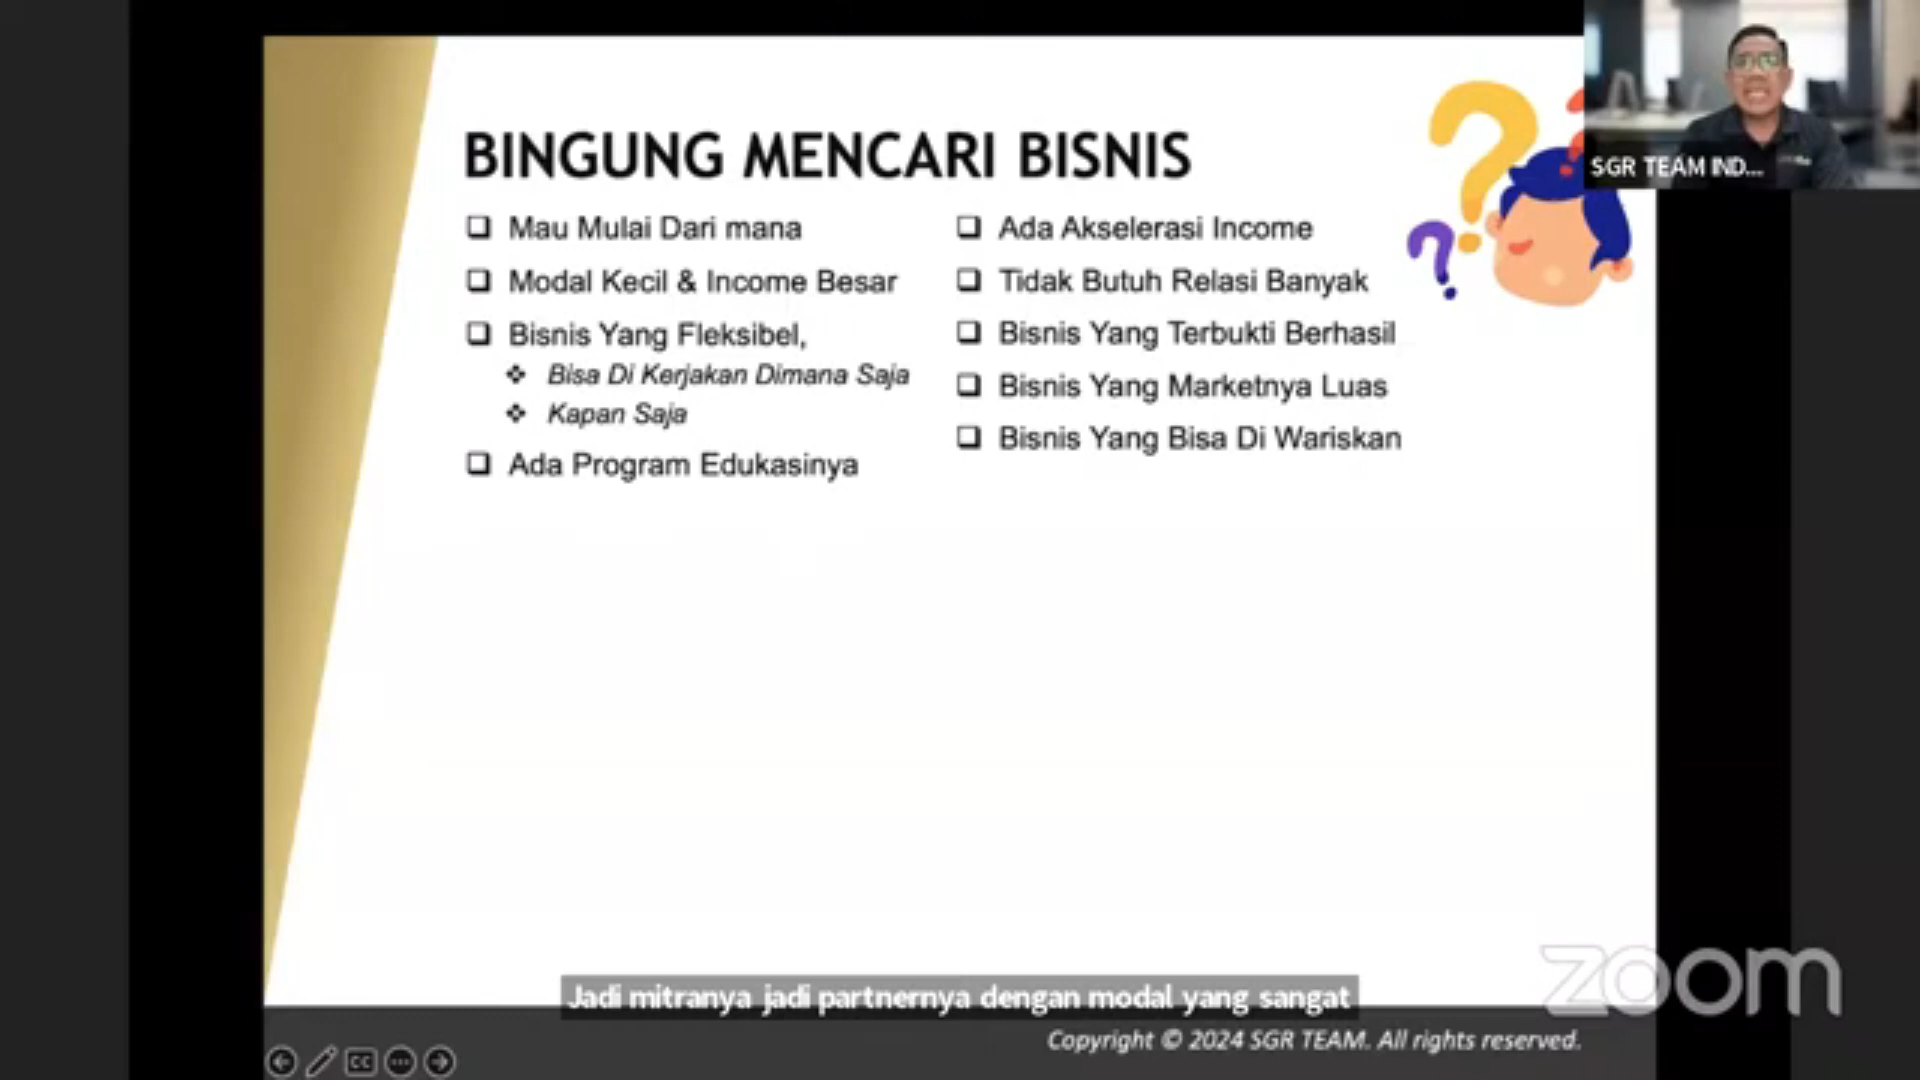 BINGUNG MENCARI BISNIS
Mau Mulai Dari mana
Modal Kecil & Income Besar
Bisnis Yang Fleksibel,
Bisa Di Kerjakan Dimana Saja
Kapan Saja
Ada Program Edukasinya
Ada Akselerasi Income
Tidak Butuh Relasi Banyak
Bisnis Yang Terbukti Berhasil
Bisnis Yang Marketnya Luas
Bisnis Yang Bisa Di Wariskan
SGR TEAM IND...
Jadi mitranya jadi partnernya dengan modal yang sangat
zoom
Copyright © 2024 SGR TEAM. All rights reserved.
CC